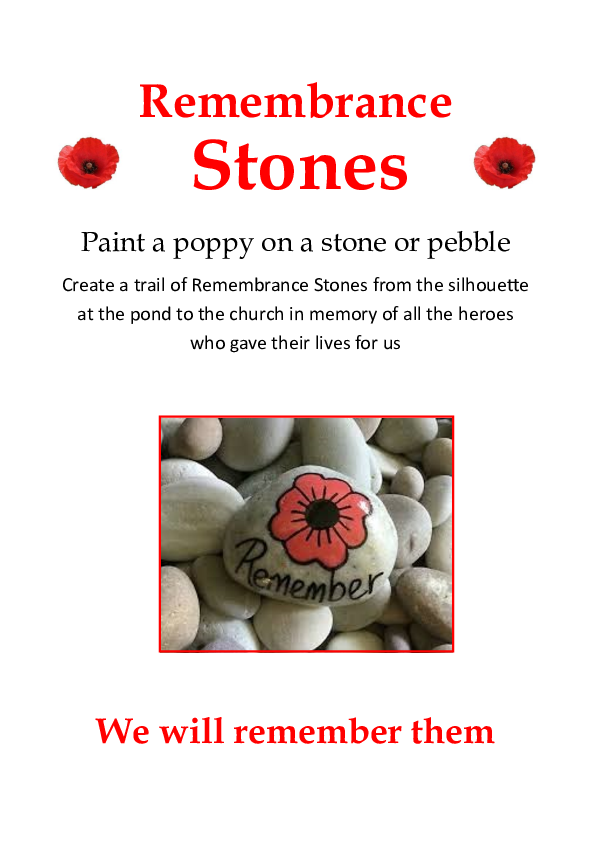 Remembrance
Stones
Paint a poppy on a stone or pebble
Create a trail of Remembrance Stones from the silhouette
at the pond to the church in memory of all the heroes
who gave their lives for us
Remember
We will remember them